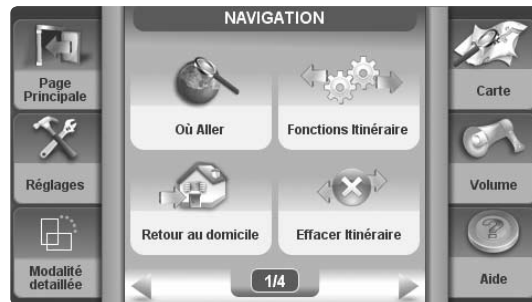 NAVIGATION
Page
Principale
Où Aller
Fonctions Itinéraire
Carte
Réglages
Volume
Retour au domicile
Effacer Itinéraire
Modalité
detaillée
1/4
Aide